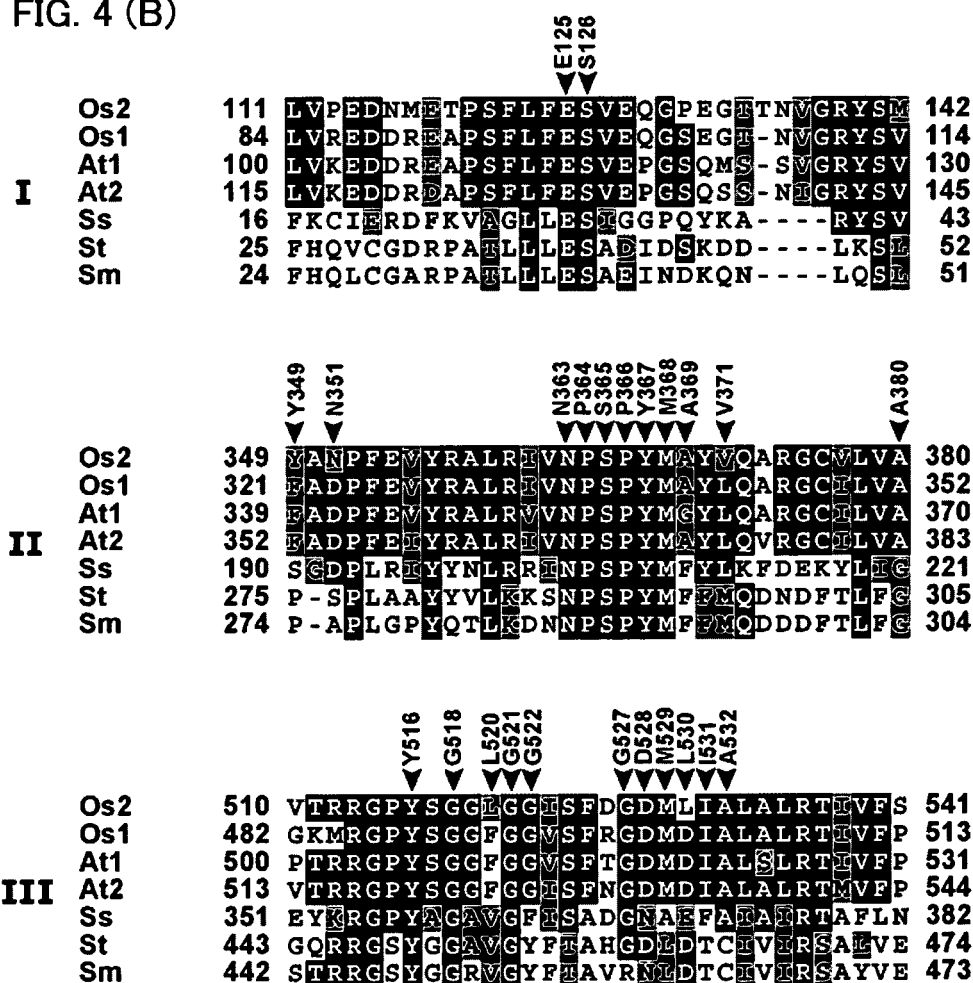 FIG. 4 (B)
E125 S126
Os2 111 LVPEDNMETPSFLFESVEQGPEGTTNVGRYSM 142
Os1 84 LVREDDREAPSFLFESVEQGSEGT-NVGRYSV 114
At1 100 LVKEDDREAPSFLFESVEPGSQMS-SVGRYSV 130
I At2 115 LVKEDDRDAPSFLFESVEPGSQSS-NIGRYSV 145
Ss 16 FKCIERDFKVAGLLESIGGPQYKA----RYSV 43
St 25 FHQVCGDRPATLLLESADIDSKDD----LKSL 52
Sm 24 FHQLCGARPATLLLESAEINDKQN----LQSL 51
Y349 N351 N363 P364 S365 P366 Y367 M368 A369 V371 A380
Os2 349 YANPFEVYRALRIVNPSPYMAYVQARGCVLVA 380
Os1 321 FADPFEVYRALRIVNPSPYMAYLQARGCILVA 352
At1 339 FADPFEVYRALRVVNPSPYMGYLQARGCILVA 370
II At2 352 FADPFEIYRALRIVNPSPYMAYLQVRGCILVA 383
Ss 190 SGDPLRIYYNLRRINPSPYMFYLKFDEKYLIG 221
St 275 P-SPLAAYYVLKKSNPSPYMFFMQDNDFTLFG 305
Sm 274 P-APLGPYQTLKDNNPSPYMFFMQDDDFTLFG 304
Y516 G518 L520 G521 G522 G527 D528 M529 L530 I531 A532
Os2 510 VTRRGPYSGGLGGISFDGDMLIALALRTIVFS 541
Os1 482 GKMRGPYSGGFGGVSFRGDMDIALALRTIVFP 513
At1 500 PTRRGPYSGGFGGVSFTGDMDIALSLRTIVFP 531
III At2 513 VTRRGPYSGGFGGISFNGDMDIALALRTMVFP 544
Ss 351 EYKRGPYAGAVGFISADGNAEFAIAIRTAFLN 382
St 443 GQRRGSYGGAVGYFTAHGDLDTCIVIRSALVE 474
Sm 442 STRRGSYGGRVGYFIAVRNLDTCIVIRSAYVE 473